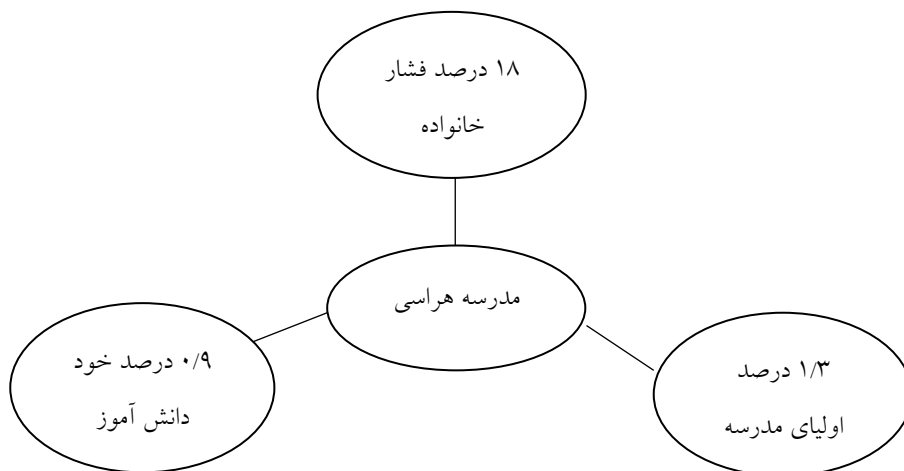 ۱۸ درصد فشار
خانواده
مدرسه هراسی
۱/۳ درصد
اولیای مدرسه
۰/۹ درصد خود
دانش آموز